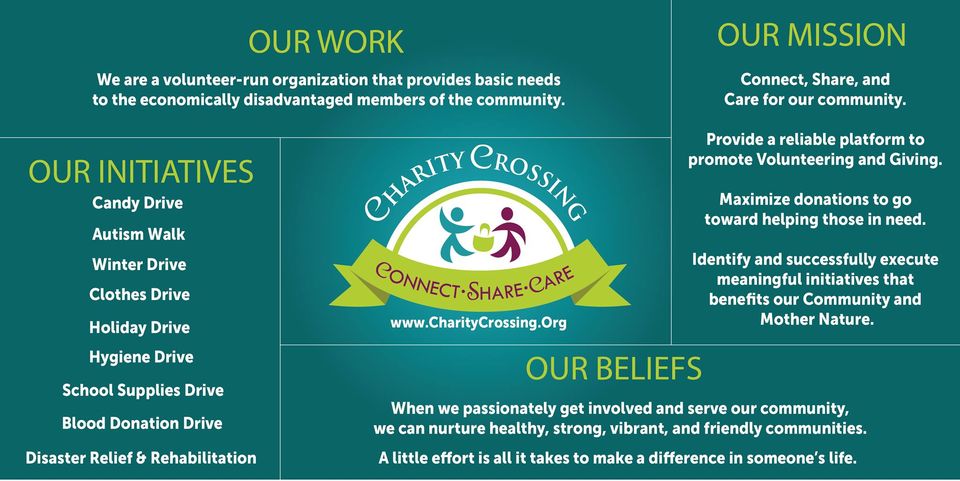 OUR WORK
We are a volunteer-run organization that provides basic needs
to the economically disadvantaged members of the community.
OUR MISSION
Connect, Share, and
Care for our community.
Provide a reliable platform to
promote Volunteering and Giving.
Maximize donations to go
toward helping those in need.
Identify and successfully execute
meaningful initiatives that
benefits our Community and
Mother Nature.
OUR INITIATIVES
Candy Drive
Autism Walk
Winter Drive
Clothes Drive
Holiday Drive
Hygiene Drive
School Supplies Drive
Blood Donation Drive
Disaster Relief & Rehabilitation
CHARITY CROSSING
CONNECT•SHARE•CARE
www.CharityCrossing.Org
OUR BELIEFS
When we passionately get involved and serve our community,
we can nurture healthy, strong, vibrant, and friendly communities.
A little effort is all it takes to make a difference in someone's life.